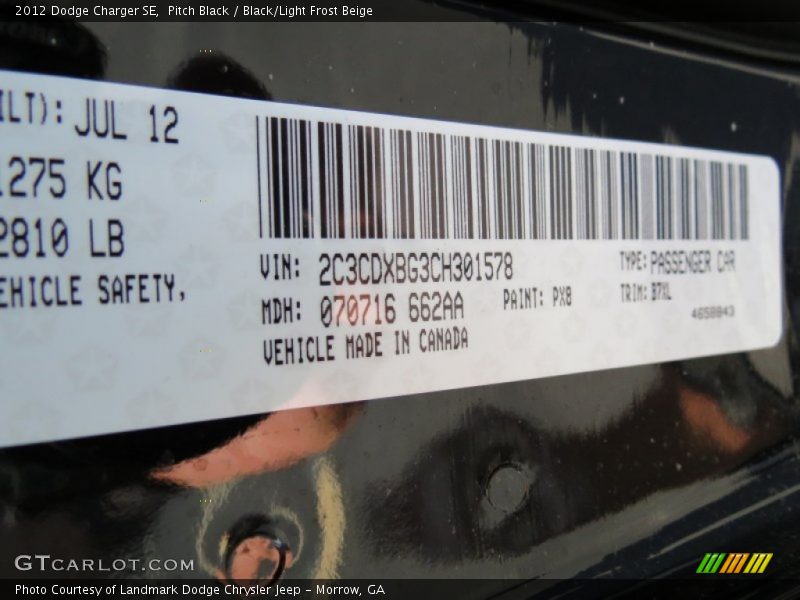 2012 Dodge Charger SE, Pitch Black / Black/Light Frost Beige
ILT): JUL 12
1275 KG
2810 LB
EHICLE SAFETY,
VIN: 2C3CDXBG3CH301578
TYPE: PASSENGER CAR
MDH: 070716 662AA
PAINT: PX8
TRIM: B7XL
VEHICLE MADE IN CANADA
4658843
GTCARLOT.COM
Photo Courtesy of Landmark Dodge Chrysler Jeep – Morrow, GA